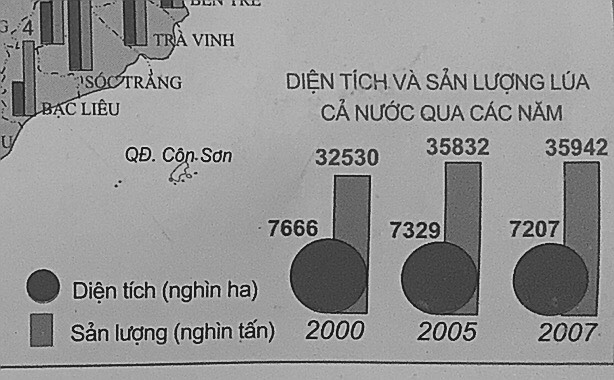 BẾN TRE
G 4
TRÀ VINH
SÓC TRĂNG
BẠC LIÊU
U
QĐ. Côn Sơn
DIỆN TÍCH VÀ SẢN LƯỢNG LÚA
CẢ NƯỚC QUA CÁC NĂM
32530 35832 35942
7666 7329 7207
Diện tích (nghìn ha)
Sản lượng (nghìn tấn)
2000 2005 2007